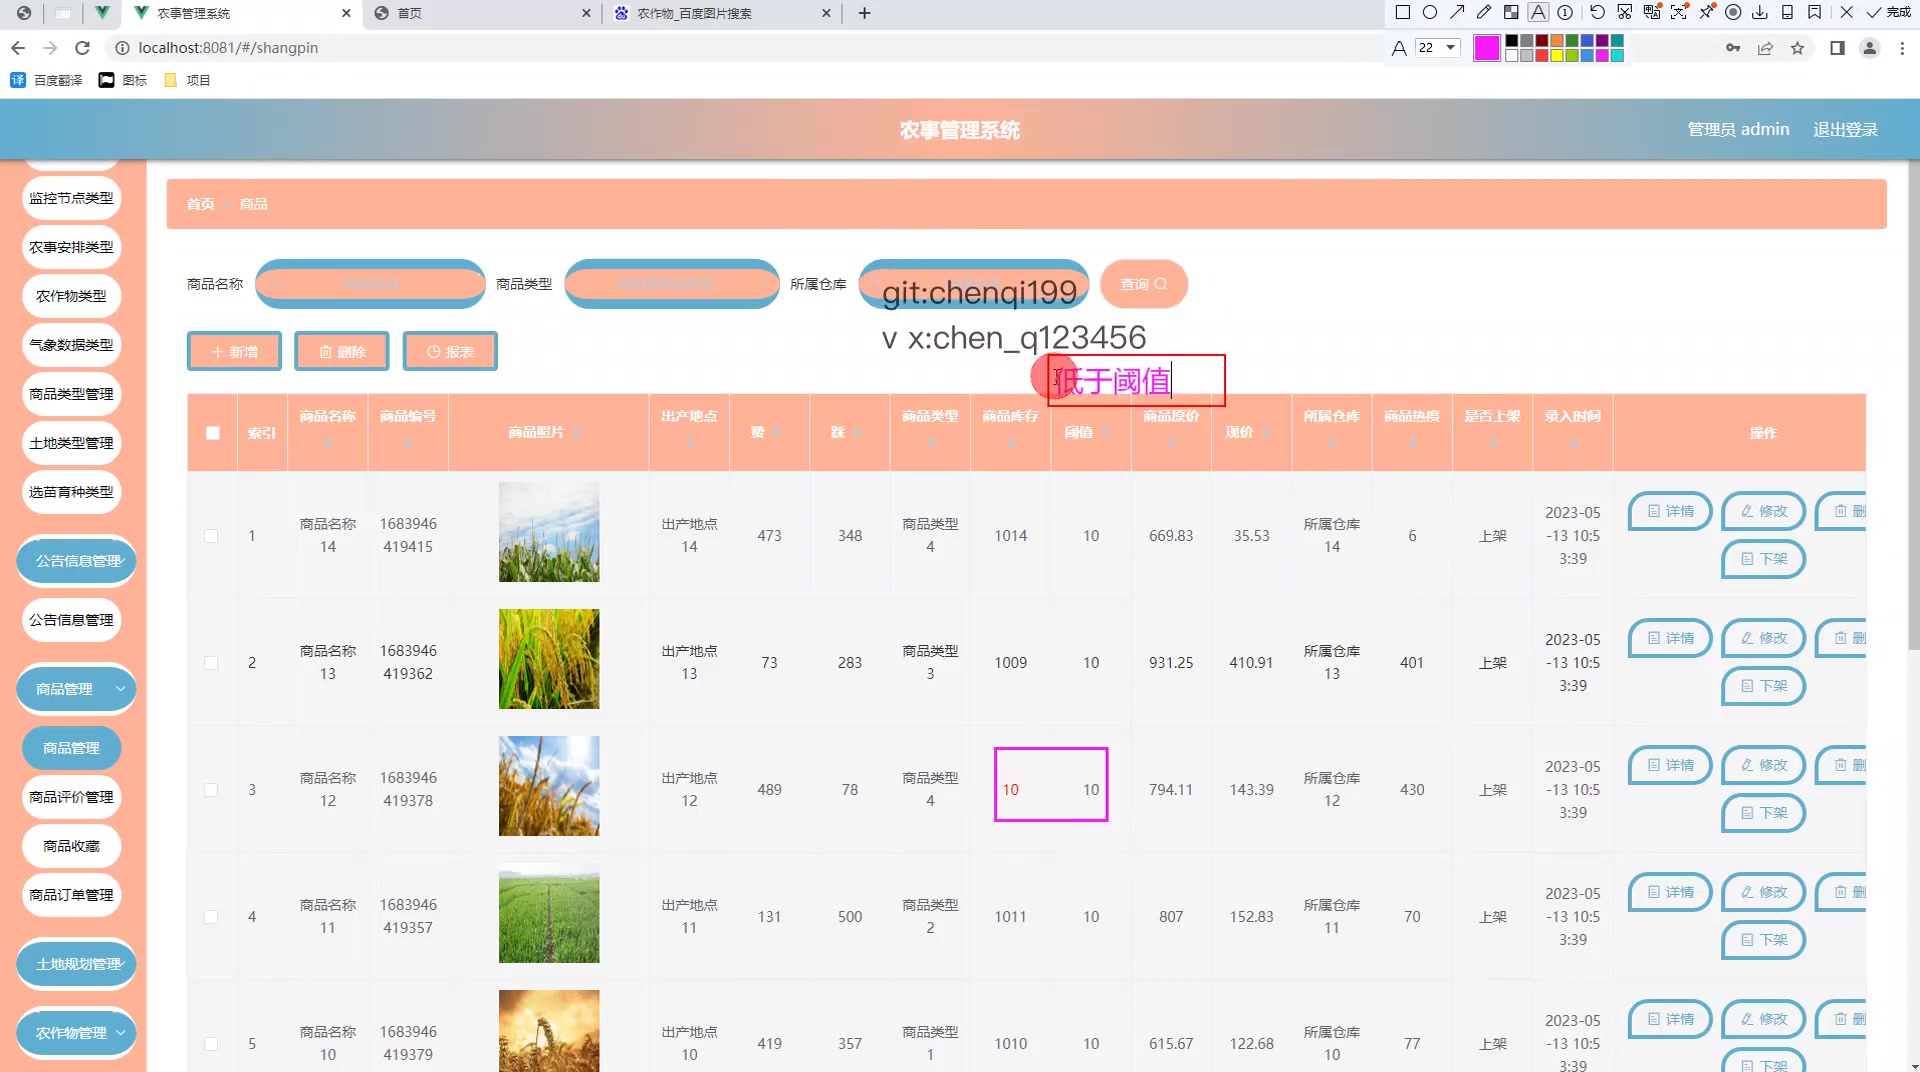 农事管理系统
首页
农作物_百度图片搜索
完成
localhost:8081/#/shangpin
22
百度翻译
图标
项目
农事管理系统
管理员 admin
退出登录
监控节点类型
农事安排类型
农作物类型
气象数据类型
商品类型管理
土地类型管理
选苗育种类型
公告信息管理
公告信息管理
商品管理
商品管理
商品评价管理
商品收藏
商品订单管理
土地规划管理
农作物管理
首页 / 商品
商品名称
商品类型
所属仓库
查询
git:chenqi199
v x:chen_q123456
新增
删除
报表
低于阈值
索引 商品名称 商品编号 商品照片 出产地点 赞 踩 商品类型 商品库存 阈值 商品原价 现价 所属仓库 商品热度 是否上架 录入时间 操作
1 商品名称14 1683946419415 出产地点14 473 348 商品类型4 1014 10 669.83 35.53 所属仓库14 6 上架 2023-05-13 10:53:39 详情 修改 删
下架
2 商品名称13 1683946419362 出产地点13 73 283 商品类型3 1009 10 931.25 410.91 所属仓库13 401 上架 2023-05-13 10:53:39 详情 修改 删
下架
3 商品名称12 1683946419378 出产地点12 489 78 商品类型4 10 10 794.11 143.39 所属仓库12 430 上架 2023-05-13 10:53:39 详情 修改 删
下架
4 商品名称11 1683946419357 出产地点11 131 500 商品类型2 1011 10 807 152.83 所属仓库11 70 上架 2023-05-13 10:53:39 详情 修改 删
下架
5 商品名称10 1683946419379 出产地点10 419 357 商品类型1 1010 10 615.67 122.68 所属仓库10 77 上架 2023-05-13 10:53:39 详情 修改 删
下架